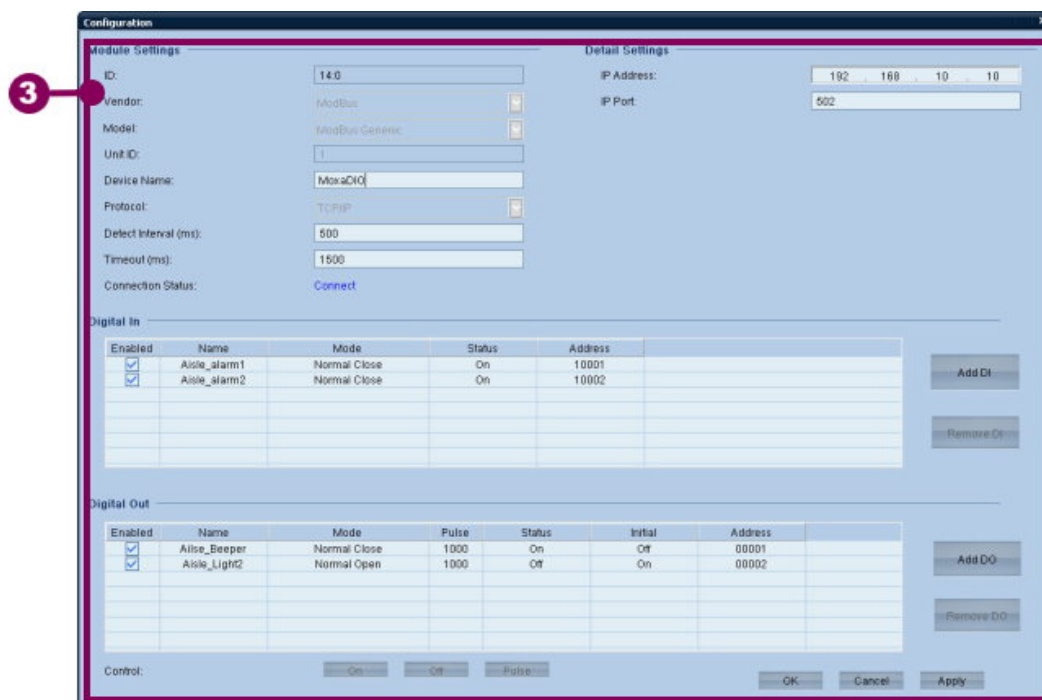 Configuration
3
Module Settings
ID: 14:0
Vendor: ModBus
Model: ModBus Generic
Unit ID: 1
Device Name: MoxaDIO
Protocol: TCP/IP
Detect Interval (ms): 500
Timeout (ms): 1500
Connection Status: Connect
Detail Settings
IP Address: 192 . 168 . 10 . 10
IP Port: 502
Digital In
Enabled Name Mode Status Address
Aisle_alarm1 Normal Close On 10001
Aisle_alarm2 Normal Close On 10002
Add DI
Remove DI
Digital Out
Enabled Name Mode Pulse Status Initial Address
Ailse_Beeper Normal Close 1000 On Off 00001
Aisle_Light2 Normal Open 1000 Off On 00002
Add DO
Remove DO
Control: On Off Pulse
OK Cancel Apply